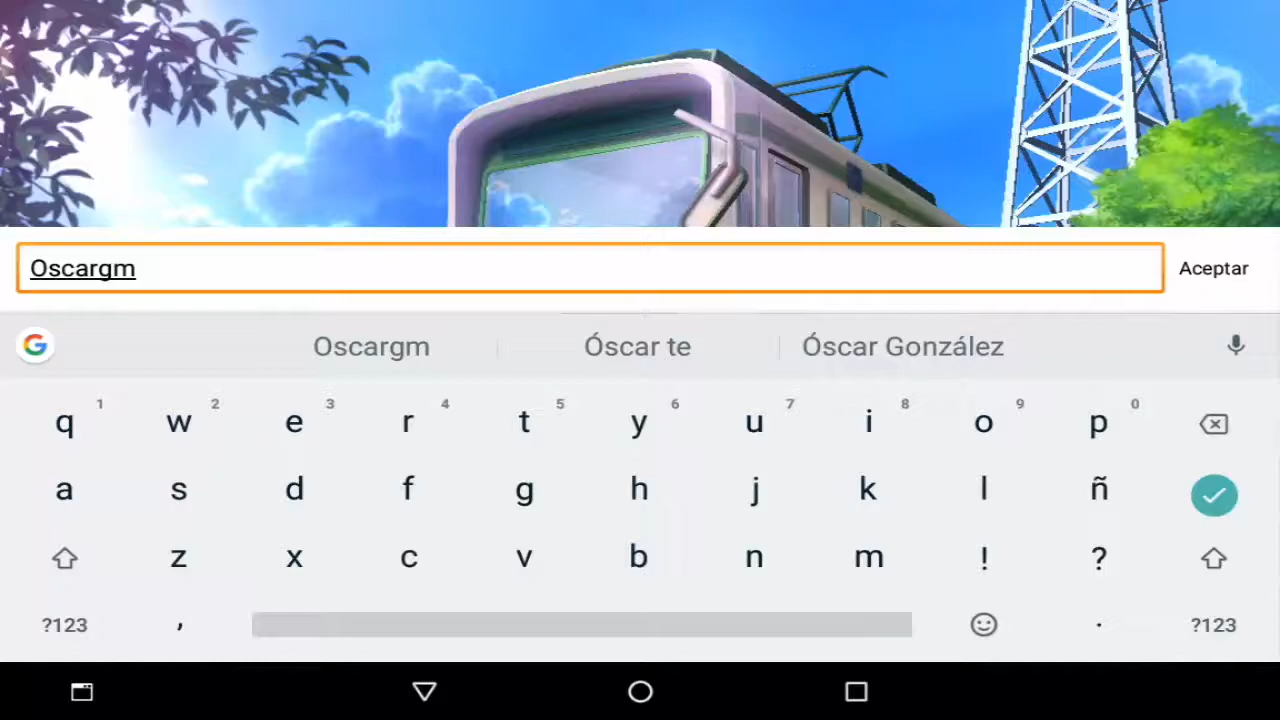 Oscargm
Aceptar
Oscargm Óscar te Óscar González
q 1 w 2 e 3 r 4 t 5 y 6 u 7 i 8 o 9 p 0
a s d f g h j k l ñ
z x c v b n m ! ?
?123 , . ?123